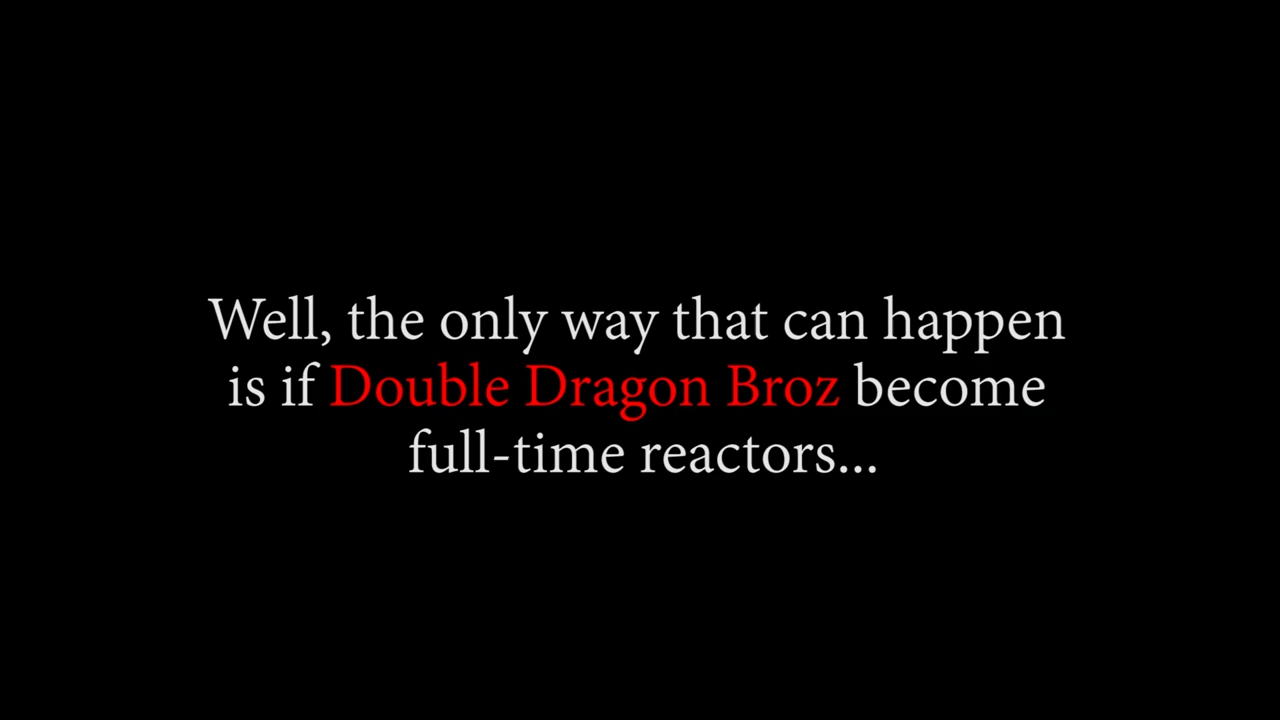 Well, the only way that can happen
is if Double Dragon Broz become
full-time reactors...